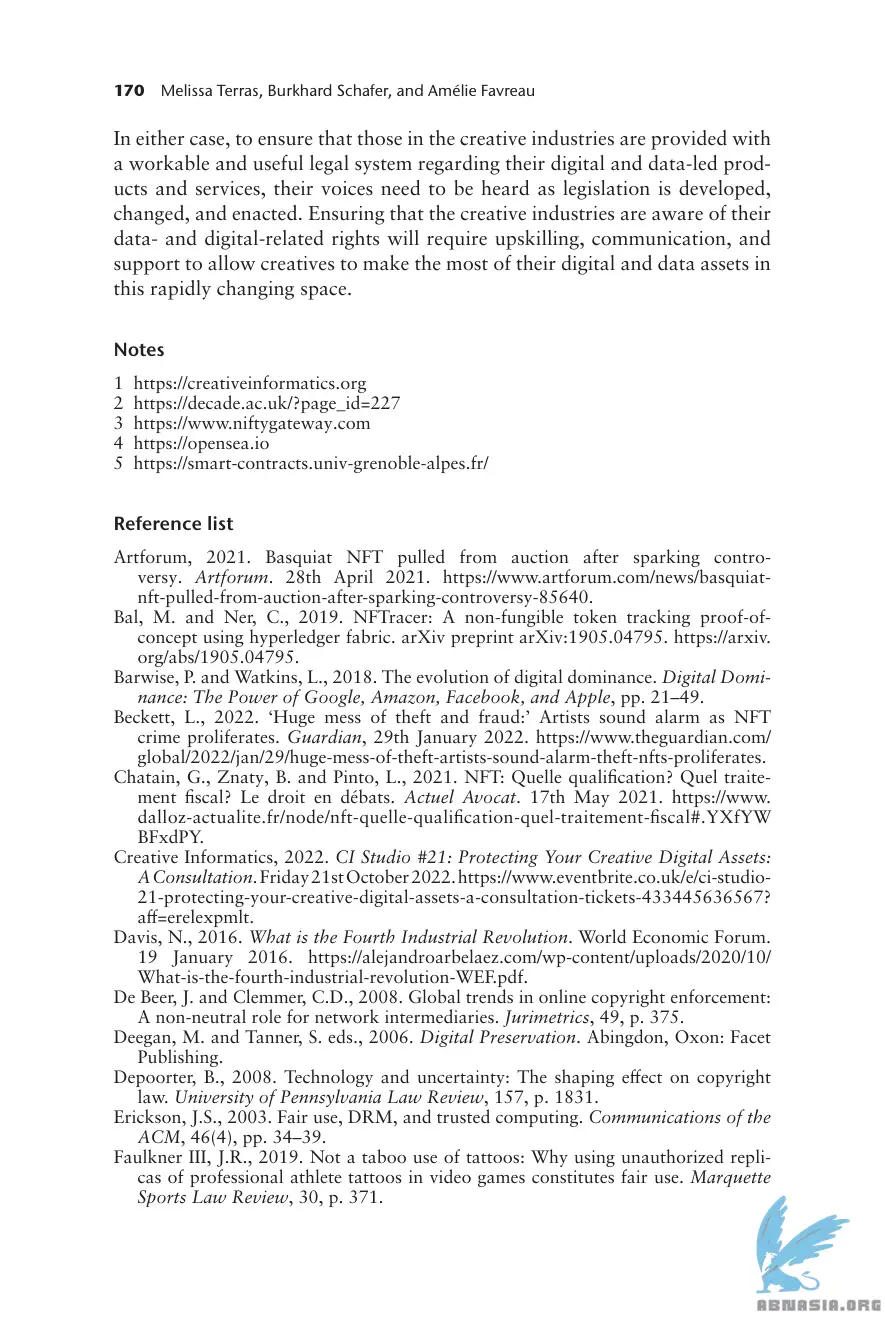 170 Melissa Terras, Burkhard Schafer, and Amélie Favreau
In either case, to ensure that those in the creative industries are provided with
a workable and useful legal system regarding their digital and data-led prod-
ucts and services, their voices need to be heard as legislation is developed,
changed, and enacted. Ensuring that the creative industries are aware of their
data- and digital-related rights will require upskilling, communication, and
support to allow creatives to make the most of their digital and data assets in
this rapidly changing space.
Notes
1 https://creativeinformatics.org
2 https://decade.ac.uk/?page_id=227
3 https://www.niftygateway.com
4 https://opensea.io
5 https://smart-contracts.univ-grenoble-alpes.fr/
Reference list
Artforum, 2021. Basquiat NFT pulled from auction after sparking contro-
versy. Artforum. 28th April 2021. https://www.artforum.com/news/basquiat-
nft-pulled-from-auction-after-sparking-controversy-85640.
Bal, M. and Ner, C., 2019. NFTracer: A non-fungible token tracking proof-of-
concept using hyperledger fabric. arXiv preprint arXiv:1905.04795. https://arxiv.
org/abs/1905.04795.
Barwise, P. and Watkins, L., 2018. The evolution of digital dominance. Digital Domi-
nance: The Power of Google, Amazon, Facebook, and Apple, pp. 21–49.
Beckett, L., 2022. ‘Huge mess of theft and fraud:’ Artists sound alarm as NFT
crime proliferates. Guardian, 29th January 2022. https://www.theguardian.com/
global/2022/jan/29/huge-mess-of-theft-artists-sound-alarm-theft-nfts-proliferates.
Chatain, G., Znaty, B. and Pinto, L., 2021. NFT: Quelle qualification? Quel traite-
ment fiscal? Le droit en débats. Actuel Avocat. 17th May 2021. https://www.
dalloz-actualite.fr/node/nft-quelle-qualification-quel-traitement-fiscal#.YXfYW
BFxdPY.
Creative Informatics, 2022. CI Studio #21: Protecting Your Creative Digital Assets:
A Consultation. Friday 21st October 2022. https://www.eventbrite.co.uk/e/ci-studio-
21-protecting-your-creative-digital-assets-a-consultation-tickets-433445636567?
aff=erelexpmlt.
Davis, N., 2016. What is the Fourth Industrial Revolution. World Economic Forum.
19 January 2016. https://alejandroarbelaez.com/wp-content/uploads/2020/10/
What-is-the-fourth-industrial-revolution-WEF.pdf.
De Beer, J. and Clemmer, C.D., 2008. Global trends in online copyright enforcement:
A non-neutral role for network intermediaries. Jurimetrics, 49, p. 375.
Deegan, M. and Tanner, S. eds., 2006. Digital Preservation. Abingdon, Oxon: Facet
Publishing.
Depoorter, B., 2008. Technology and uncertainty: The shaping effect on copyright
law. University of Pennsylvania Law Review, 157, p. 1831.
Erickson, J.S., 2003. Fair use, DRM, and trusted computing. Communications of the
ACM, 46(4), pp. 34–39.
Faulkner III, J.R., 2019. Not a taboo use of tattoos: Why using unauthorized repli-
cas of professional athlete tattoos in video games constitutes fair use. Marquette
Sports Law Review, 30, p. 371.
ABNASIA.ORG